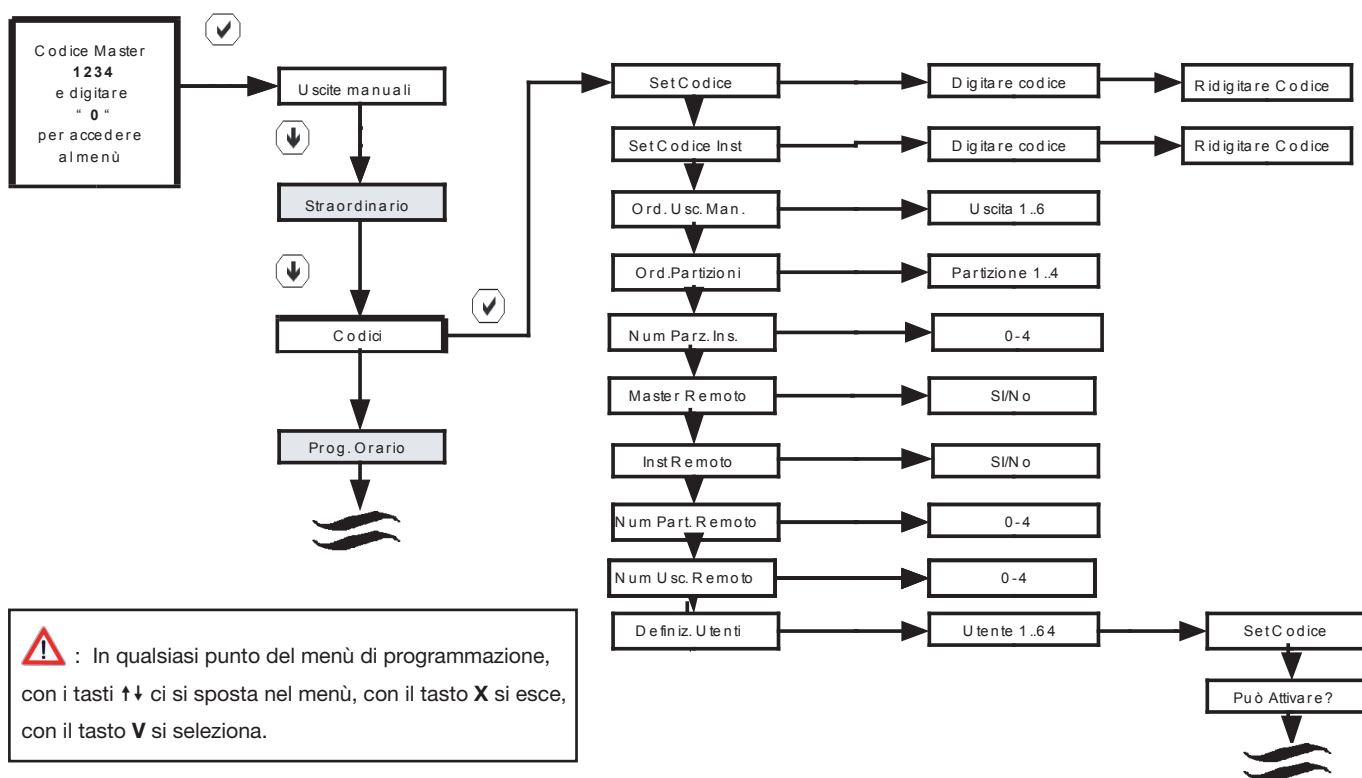 Codice Master
1234
e digitare
“ 0 “
per accedere
al menù
Uscite manuali
Straordinario
Codici
Prog. Orario
Set Codice
Digitare codice
Ridigitare Codice
Set Codice Inst
Digitare codice
Ridigitare Codice
Ord. Usc. Man.
Uscita 1..6
Ord.Partizioni
Partizione 1..4
Num Parz. Ins.
0-4
Master Remoto
SI/No
Inst Remoto
SI/No
Num Part. Remoto
0-4
Num Usc. Remoto
0-4
Definiz. Utenti
Utente 1..64
Set Codice
Può Attivare?
: In qualsiasi punto del menù di programmazione,
con i tasti ↑↓ ci si sposta nel menù, con il tasto X si esce,
con il tasto V si seleziona.